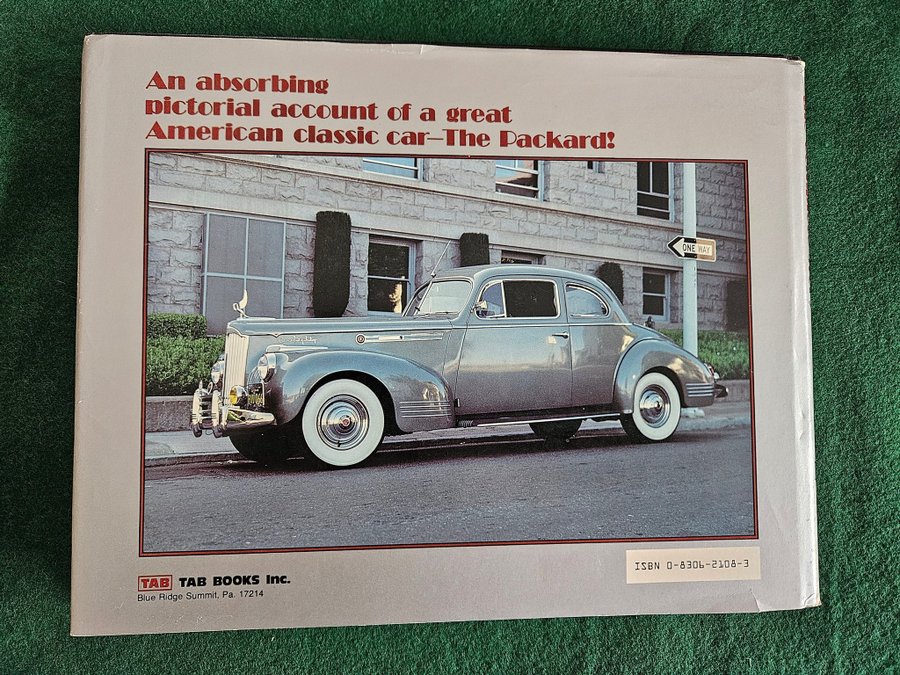 An absorbing
pictorial account of a great
American classic car—The Packard!
ONE WAY
ISBN 0-8306-2108-3
TAB TAB BOOKS Inc.
Blue Ridge Summit, Pa. 17214